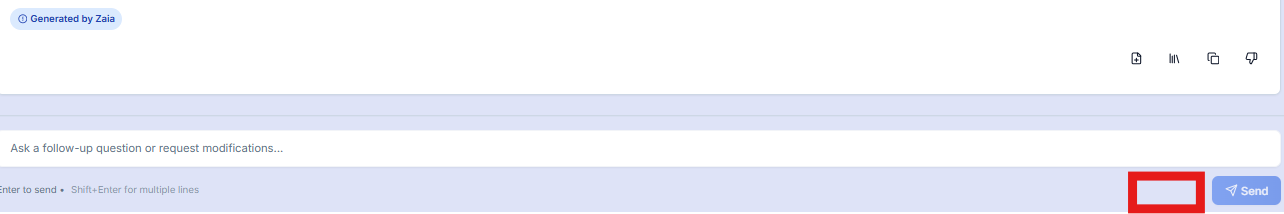 Generated by Zaia
Ask a follow-up question or request modifications...
Enter to send • Shift+Enter for multiple lines
Send